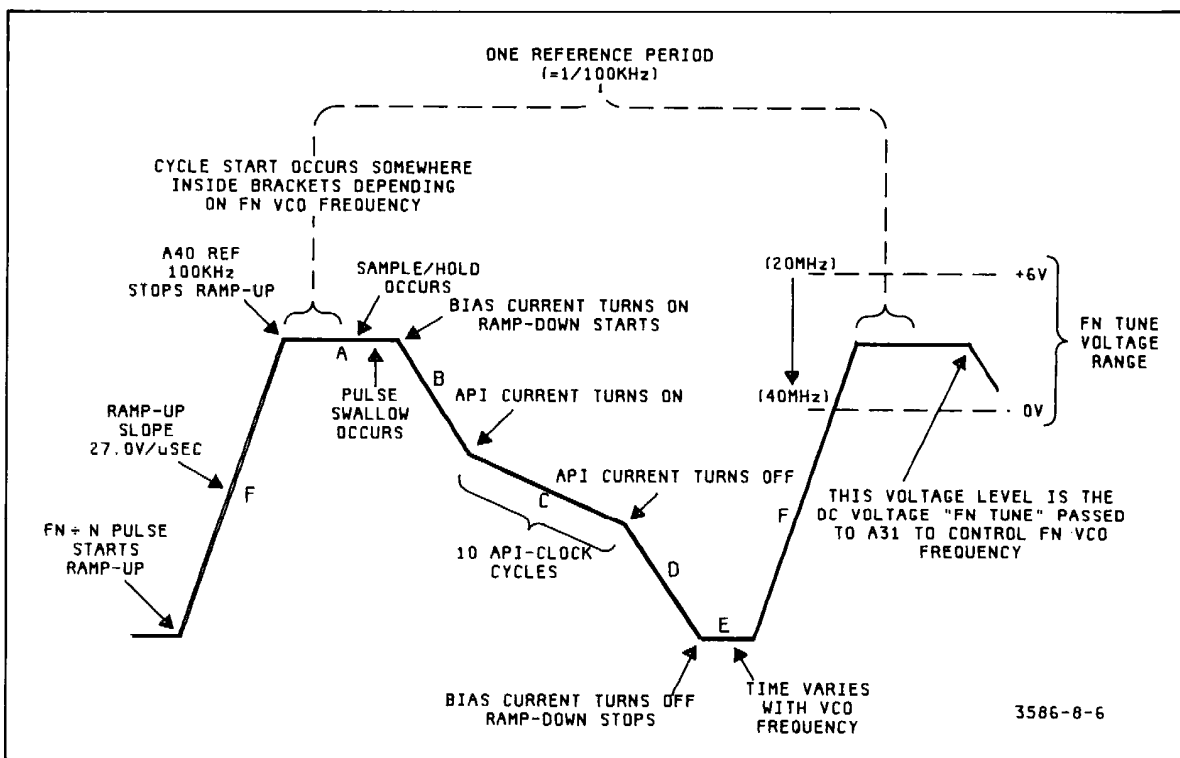 ONE REFERENCE PERIOD
(=1/100KHz)
CYCLE START OCCURS SOMEWHERE
INSIDE BRACKETS DEPENDING
ON FN VCO FREQUENCY
A40 REF
100KHz
STOPS RAMP-UP
SAMPLE/HOLD
OCCURS
BIAS CURRENT TURNS ON
RAMP-DOWN STARTS
(20MHz)
+6V
FN TUNE
VOLTAGE
RANGE
A
B
PULSE
SWALLOW
OCCURS
API CURRENT TURNS ON
(40MHz)
0V
RAMP-UP
SLOPE
27.0V/uSEC
F
C
API CURRENT TURNS OFF
10 API-CLOCK
CYCLES
F
THIS VOLTAGE LEVEL IS THE
DC VOLTAGE "FN TUNE" PASSED
TO A31 TO CONTROL FN VCO
FREQUENCY
FN ÷ N PULSE
STARTS
RAMP-UP
D
E
BIAS CURRENT TURNS OFF
RAMP-DOWN STOPS
TIME VARIES
WITH VCO
FREQUENCY
3586-8-6